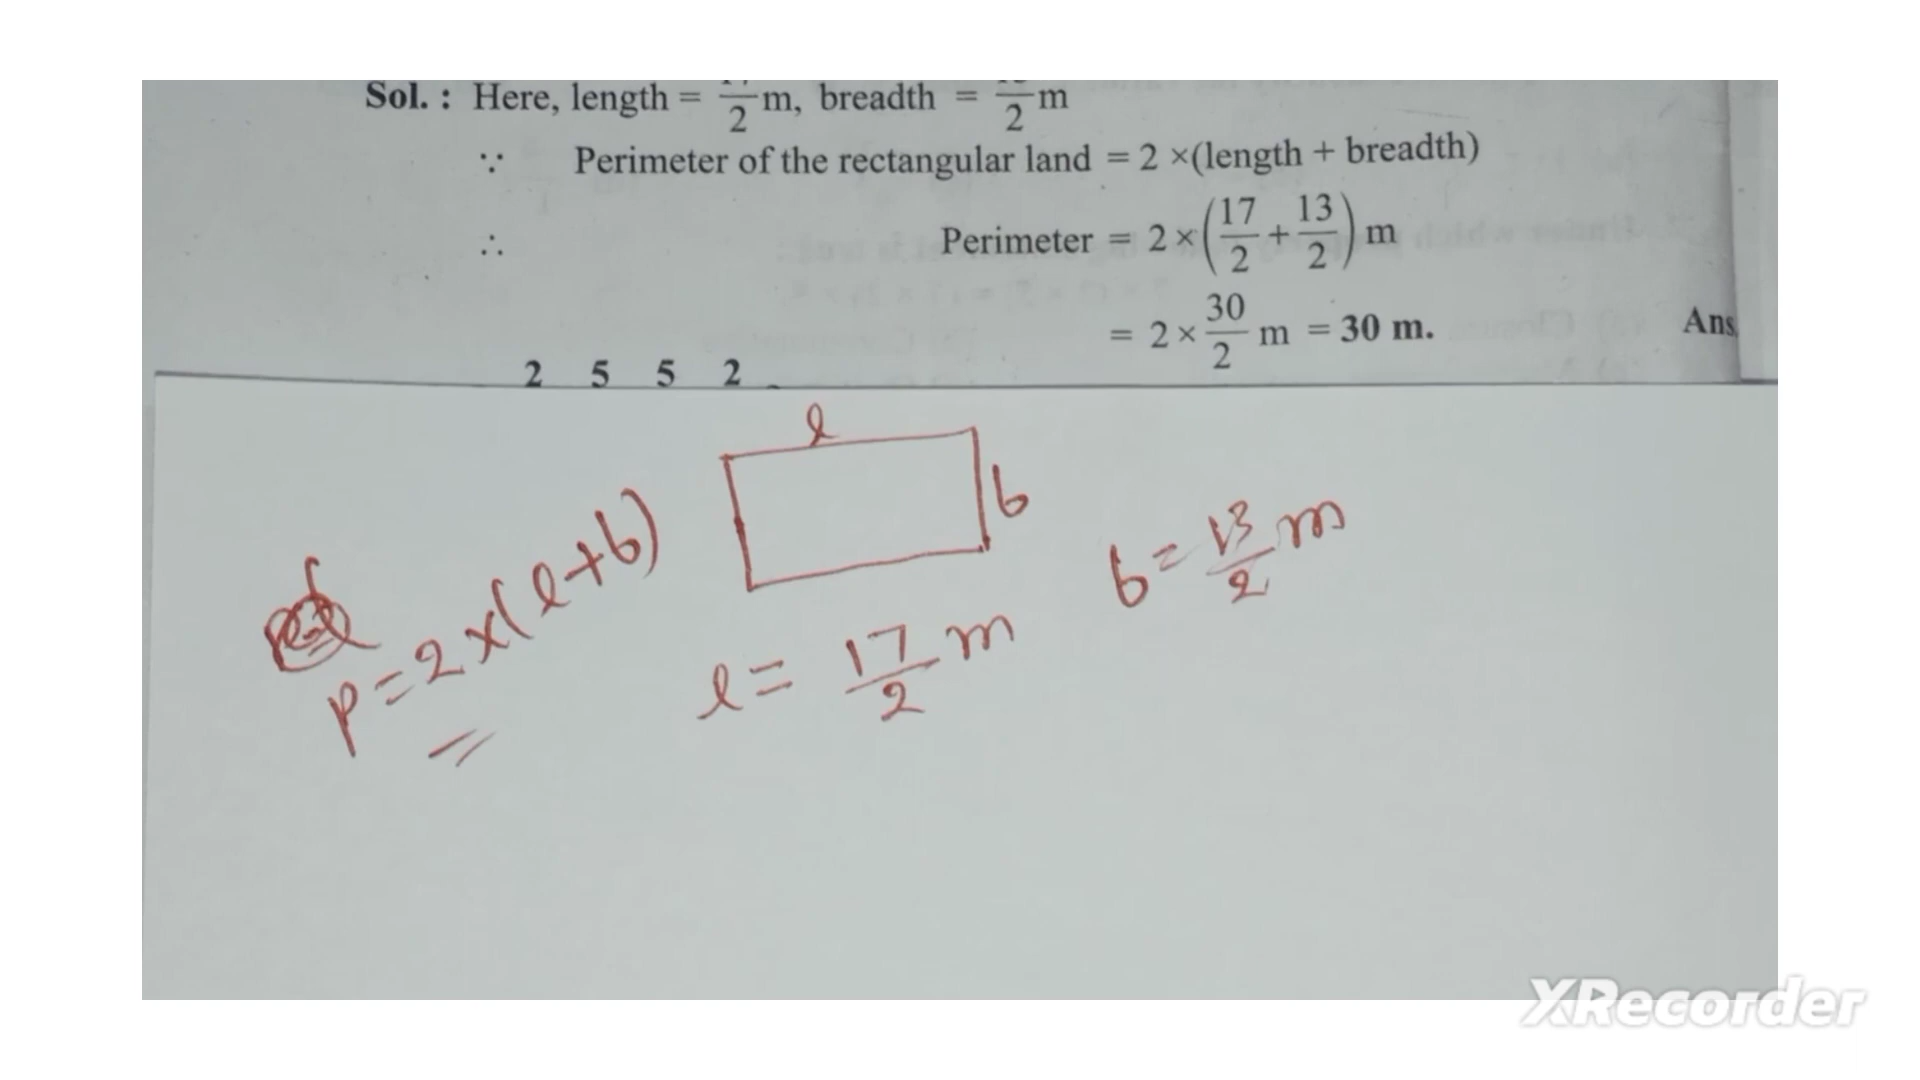 Sol. : Here, length = 17/2 m, breadth = /2 m
∵ Perimeter of the rectangular land = 2 ×(length + breadth)
∴ Perimeter = 2 × (17/2 + 13/2) m
= 2 × 30/2 m = 30 m. Ans
2 5 5 2
l
b
P = 2 × (l + b)
b = 13/2 m
l = 17/2 m
XRecorder